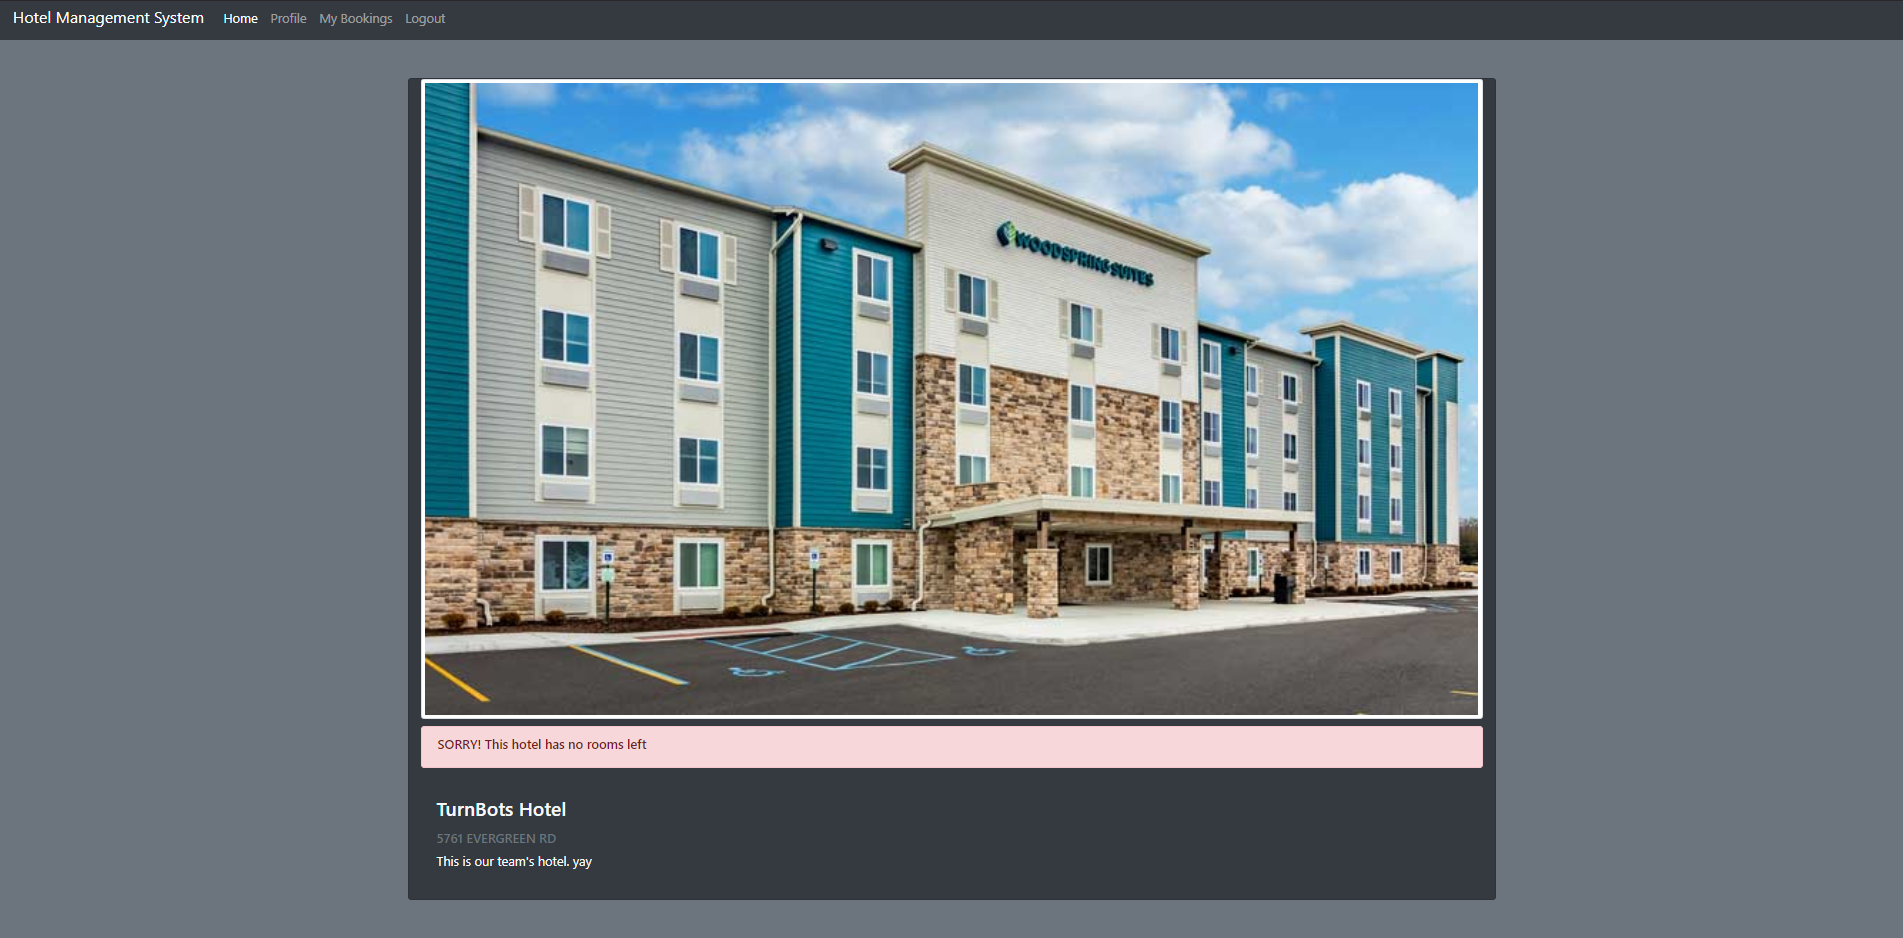 Hotel Management System Home Profile My Bookings Logout
WOODSPRING SUITES
SORRY! This hotel has no rooms left
TurnBots Hotel
5761 EVERGREEN RD
This is our team's hotel. yay